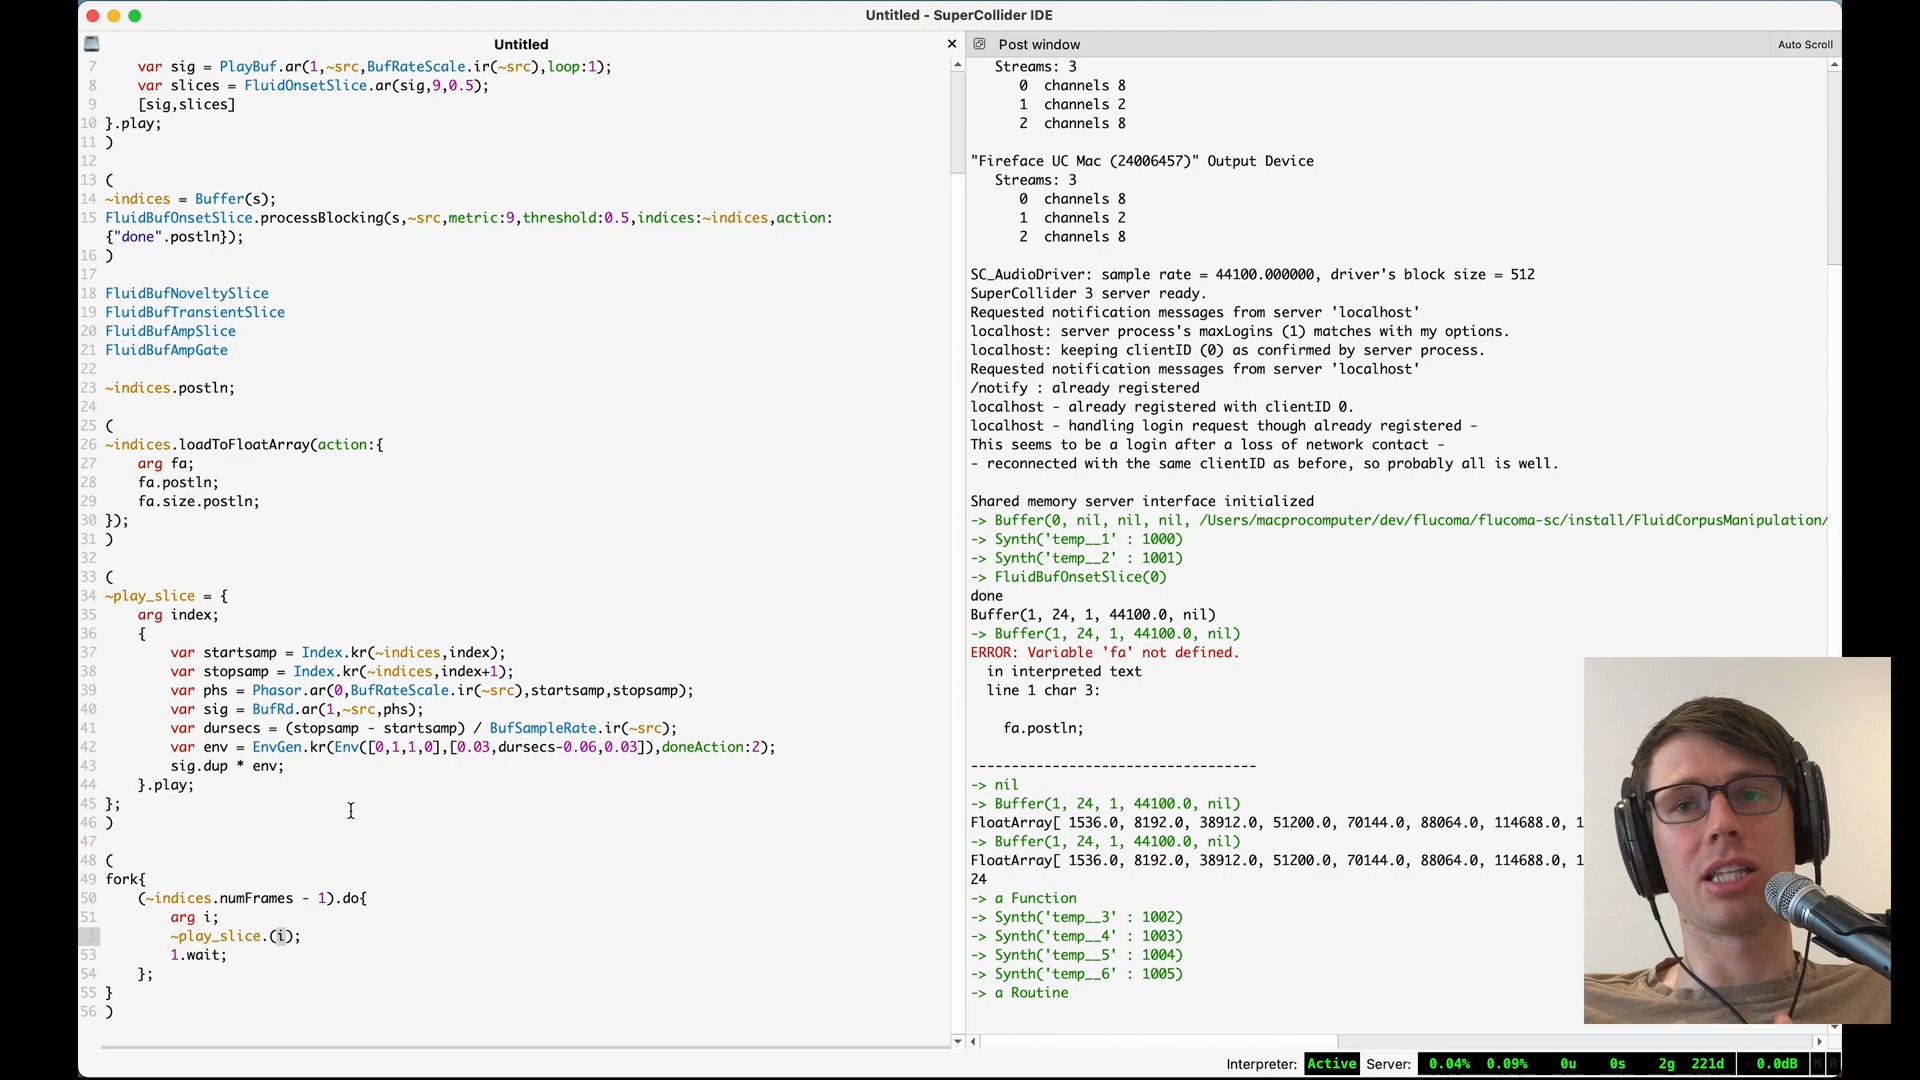 Untitled - SuperCollider IDE
Untitled
7 var sig = PlayBuf.ar(1,~src,BufRateScale.ir(~src),loop:1);
8 var slices = FluidOnsetSlice.ar(sig,9,0.5);
9 [sig,slices]
10 }.play;
11 )
12
13 (
14 ~indices = Buffer(s);
15 FluidBufOnsetSlice.processBlocking(s,~src,metric:9,threshold:0.5,indices:~indices,action:
{"done".postln});
16 )
17
18 FluidBufNoveltySlice
19 FluidBufTransientSlice
20 FluidBufAmpSlice
21 FluidBufAmpGate
22
23 ~indices.postln;
24
25 (
26 ~indices.loadToFloatArray(action:{
27 arg fa;
28 fa.postln;
29 fa.size.postln;
30 });
31 )
32
33 (
34 ~play_slice = {
35 arg index;
36 {
37 var startsamp = Index.kr(~indices,index);
38 var stopsamp = Index.kr(~indices,index+1);
39 var phs = Phasor.ar(0,BufRateScale.ir(~src),startsamp,stopsamp);
40 var sig = BufRd.ar(1,~src,phs);
41 var dursecs = (stopsamp - startsamp) / BufSampleRate.ir(~src);
42 var env = EnvGen.kr(Env([0,1,1,0],[0.03,dursecs-0.06,0.03]),doneAction:2);
43 sig.dup * env;
44 }.play;
45 };
46 )
47
48 (
49 fork{
50 (~indices.numFrames - 1).do{
51 arg i;
1 ~play_slice.(i);
53 1.wait;
54 };
55 }
56 )
Post window
Auto Scroll
Streams: 3
0 channels 8
1 channels 2
2 channels 8
"Fireface UC Mac (24006457)" Output Device
Streams: 3
0 channels 8
1 channels 2
2 channels 8
SC_AudioDriver: sample rate = 44100.000000, driver's block size = 512
SuperCollider 3 server ready.
Requested notification messages from server 'localhost'
localhost: server process's maxLogins (1) matches with my options.
localhost: keeping clientID (0) as confirmed by server process.
Requested notification messages from server 'localhost'
/notify : already registered
localhost - already registered with clientID 0.
localhost - handling login request though already registered -
This seems to be a login after a loss of network contact -
- reconnected with the same clientID as before, so probably all is well.
Shared memory server interface initialized
-> Buffer(0, nil, nil, nil, /Users/macprocomputer/dev/flucoma/flucoma-sc/install/FluidCorpusManipulation/
-> Synth('temp__1' : 1000)
-> Synth('temp__2' : 1001)
-> FluidBufOnsetSlice(0)
done
Buffer(1, 24, 1, 44100.0, nil)
-> Buffer(1, 24, 1, 44100.0, nil)
ERROR: Variable 'fa' not defined.
in interpreted text
line 1 char 3:
fa.postln;
-----------------------------------
-> nil
-> Buffer(1, 24, 1, 44100.0, nil)
FloatArray[ 1536.0, 8192.0, 38912.0, 51200.0, 70144.0, 88064.0, 114688.0, 1
-> Buffer(1, 24, 1, 44100.0, nil)
FloatArray[ 1536.0, 8192.0, 38912.0, 51200.0, 70144.0, 88064.0, 114688.0, 1
24
-> a Function
-> Synth('temp__3' : 1002)
-> Synth('temp__4' : 1003)
-> Synth('temp__5' : 1004)
-> Synth('temp__6' : 1005)
-> a Routine
Interpreter: Active Server: 0.04% 0.09% 0u 0s 2g 221d 0.0dB M R